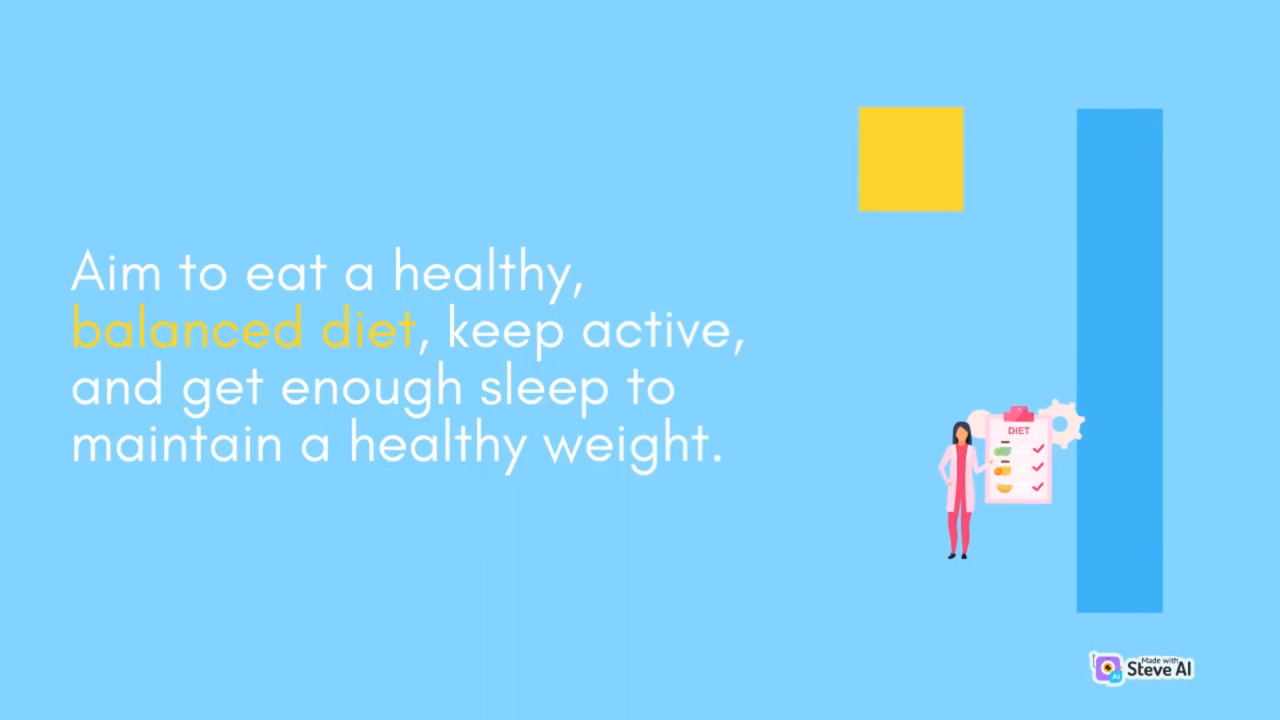 Aim to eat a healthy,
balanced diet, keep active,
and get enough sleep to
maintain a healthy weight.
DIET
Made with
Steve AI
AI